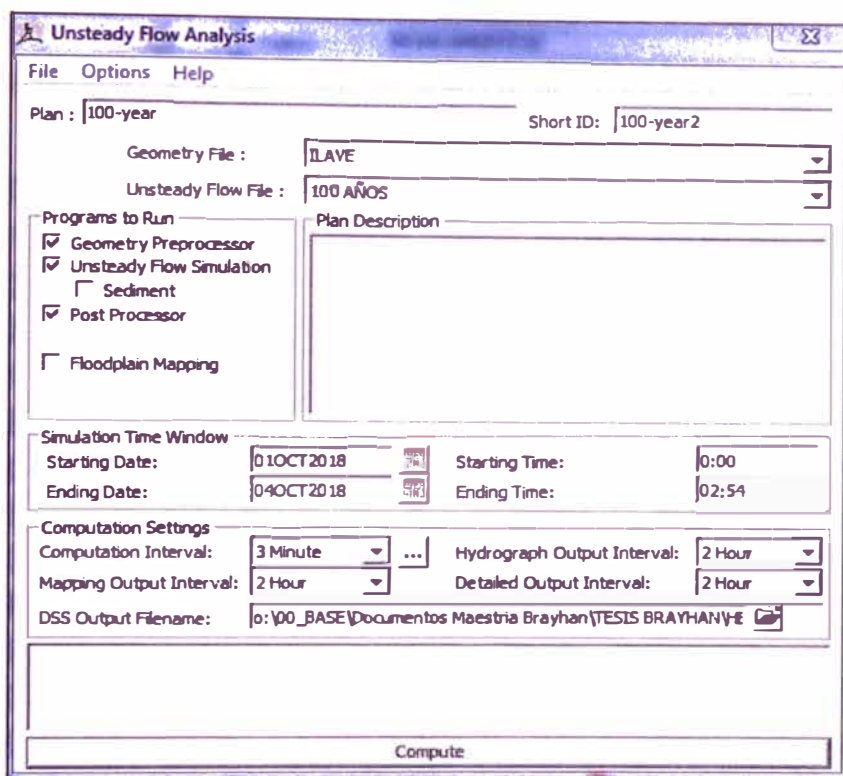 Unsteady Flow Analysis
File Options Help
Plan : 100-year Short ID: 100-year2
Geometry File : ILAVE
Unsteady Flow File : 100 AÑOS
Programs to Run Plan Description
Geometry Preprocessor
Unsteady Flow Simulation
Sediment
Post Processor
Floodplain Mapping
Simulation Time Window
Starting Date: 01OCT2018 Starting Time: 0:00
Ending Date: 04OCT2018 Ending Time: 02:54
Computation Settings
Computation Interval: 3 Minute ... Hydrograph Output Interval: 2 Hour
Mapping Output Interval: 2 Hour Detailed Output Interval: 2 Hour
DSS Output Filename: o:\00_BASE\Documentos Maestria Brayhan\TESIS BRAYHAN\HE
Compute